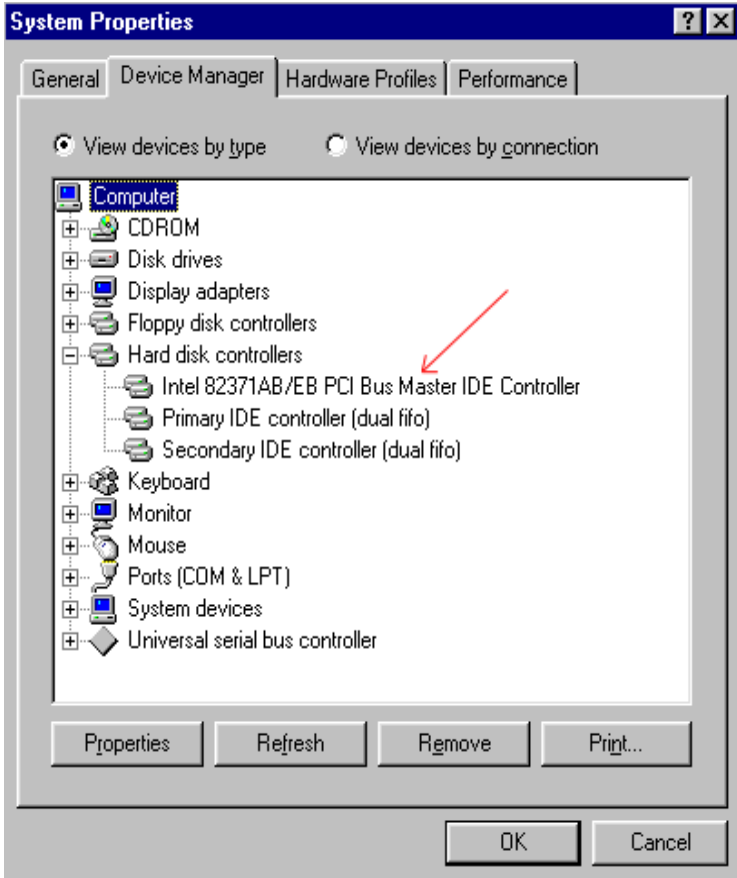 System Properties
General Device Manager Hardware Profiles Performance
View devices by type View devices by connection
Computer
CDROM
Disk drives
Display adapters
Floppy disk controllers
Hard disk controllers
Intel 82371AB/EB PCI Bus Master IDE Controller
Primary IDE controller (dual fifo)
Secondary IDE controller (dual fifo)
Keyboard
Monitor
Mouse
Ports (COM & LPT)
System devices
Universal serial bus controller
Properties Refresh Remove Print...
OK Cancel